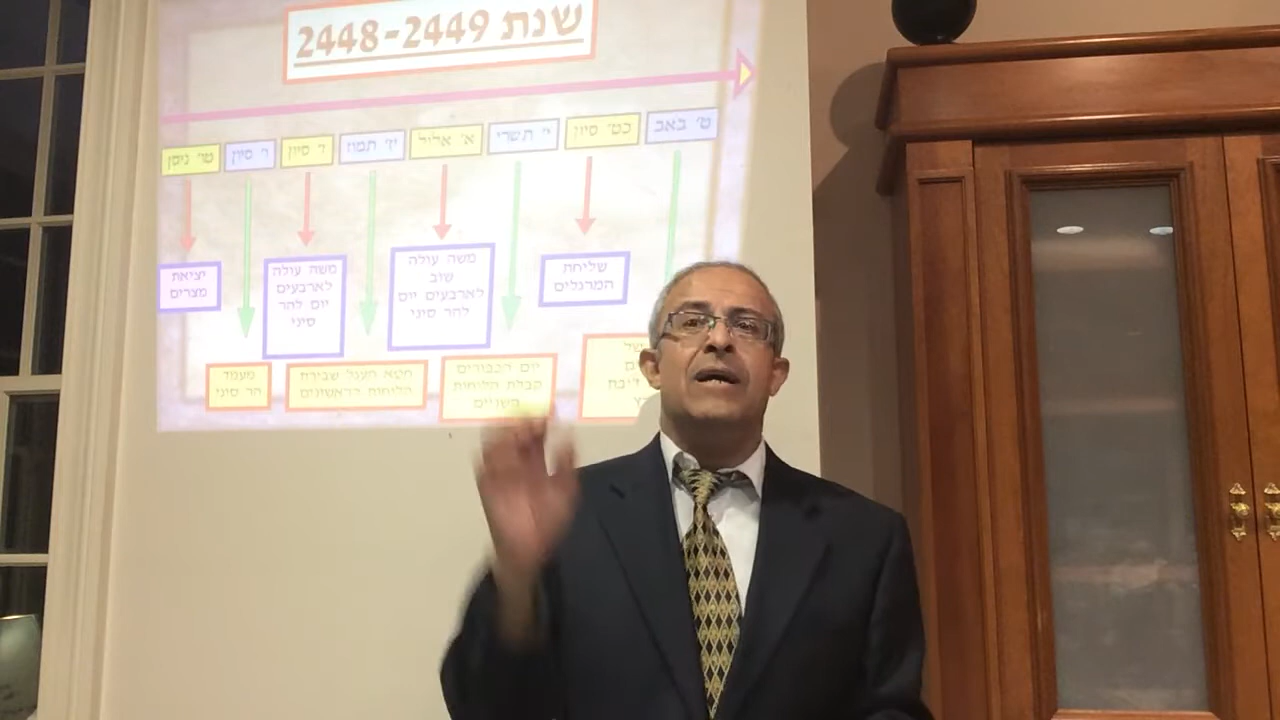 שנת 2448-2449
טו' ניסן
ו' סיון
ז' סיון
יז' תמוז
א' אלול
י' תשרי
כט' סיון
ט' באב
יציאת
מצרים
משה עולה
לארבעים
יום להר
סיני
משה עולה
שוב
לארבעים יום
להר סיני
שליחת
המרגלים
מעמד
הר סיני
חטא העגל שבירת
הלוחות הראשונים
יום הכבורים
קבלת הלוחות
השניים
דיבת